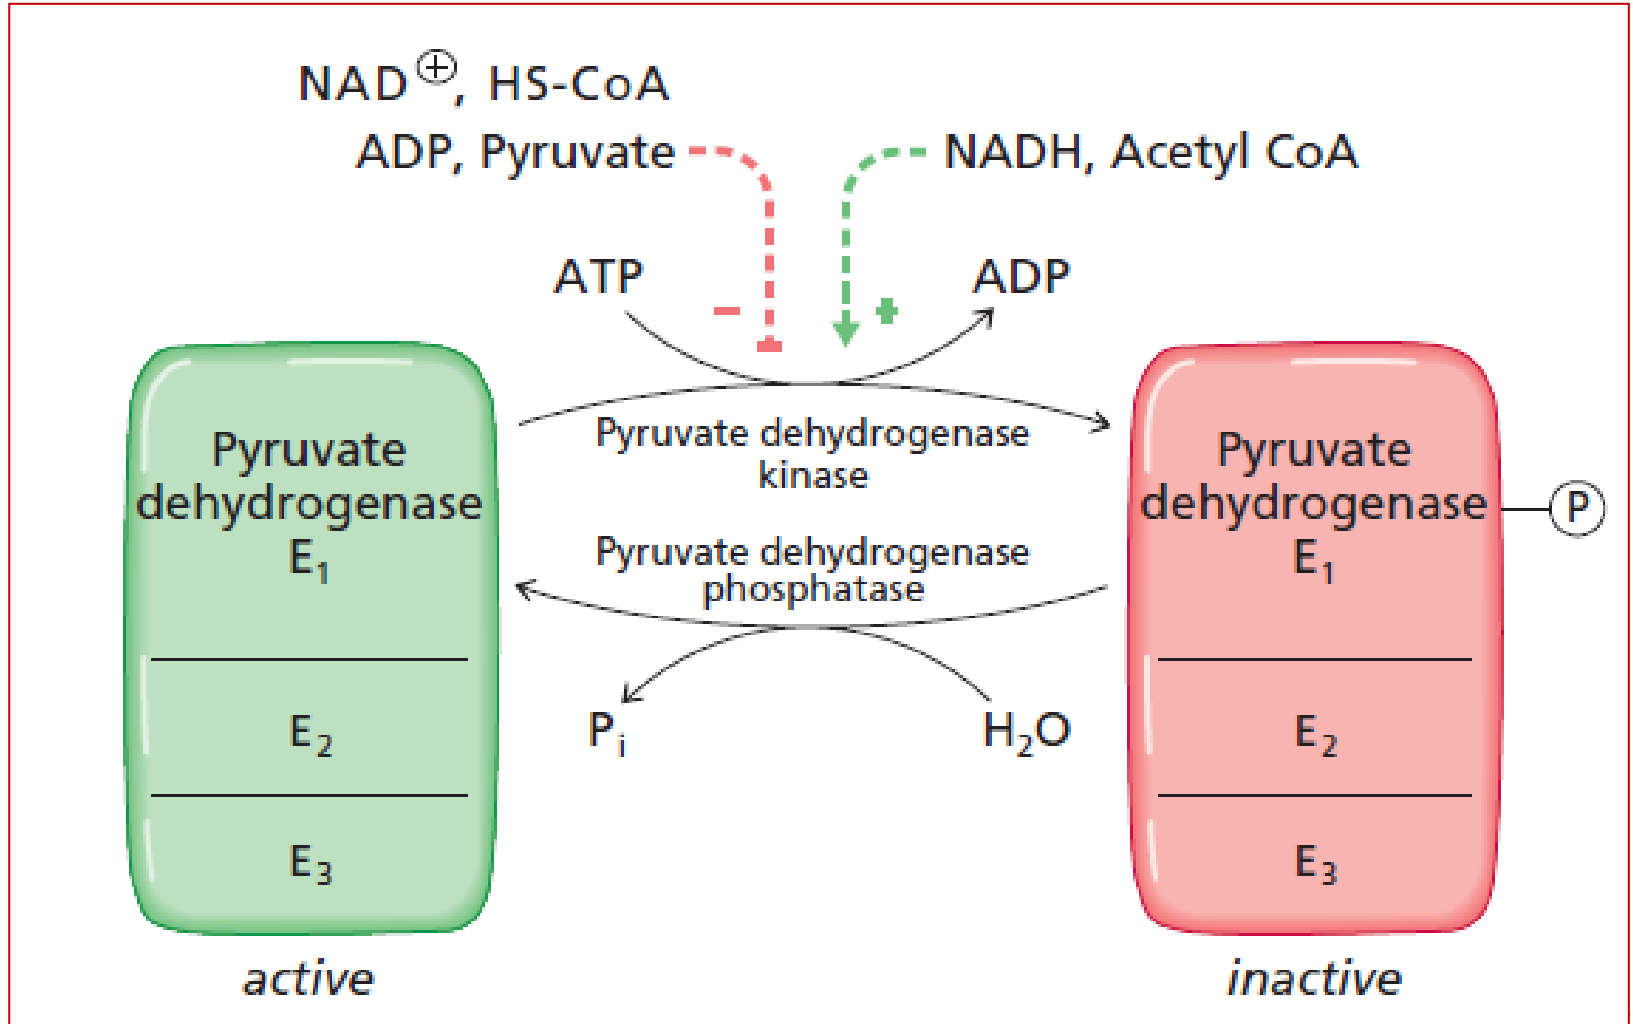 NAD⊕, HS-CoA
ADP, Pyruvate
NADH, Acetyl CoA
ATP
ADP
−
+
Pyruvate dehydrogenase
kinase
Pyruvate
dehydrogenase
E₁
E₂
E₃
active
Pyruvate dehydrogenase
phosphatase
Pᵢ
H₂O
Pyruvate
dehydrogenase
P
E₁
E₂
E₃
inactive